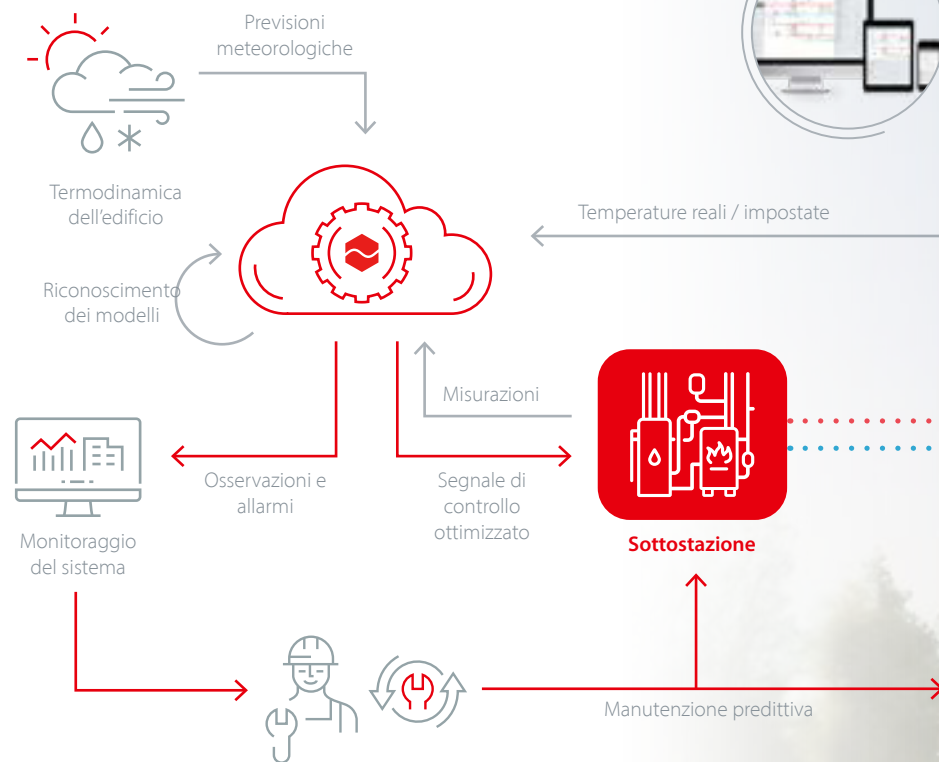 Previsioni
meteorologiche
Termodinamica
dell'edificio
Temperature reali / impostate
Riconoscimento
dei modelli
Misurazioni
Osservazioni e
allarmi
Segnale di
controllo
ottimizzato
Monitoraggio
del sistema
Sottostazione
Manutenzione predittiva